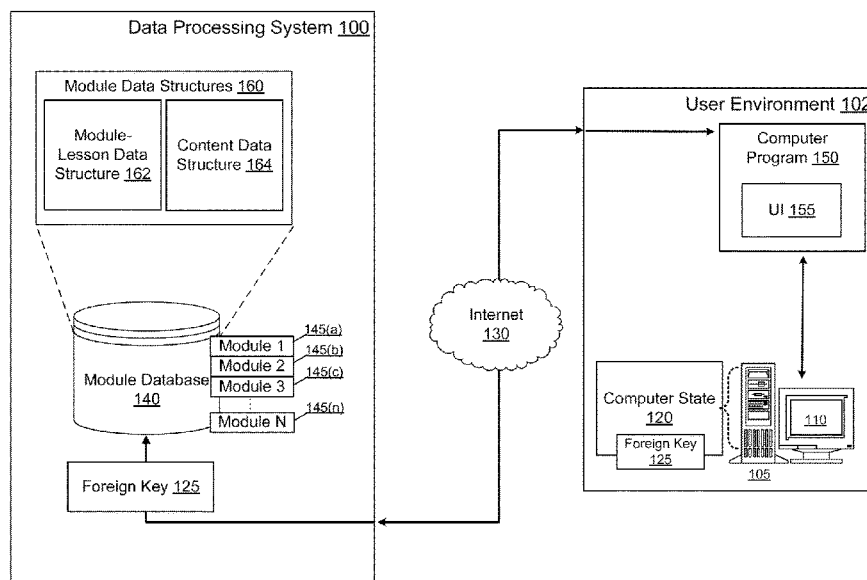 Data Processing System 100
Module Data Structures 160
Module-
Lesson Data
Structure 162
Content Data
Structure 164
Module Database
140
Module 1
145(a)
Module 2
145(b)
Module 3
145(c)
Module N
145(n)
Foreign Key 125
Internet
130
User Environment 102
Computer
Program 150
UI 155
Computer State
120
Foreign Key
125
105
110